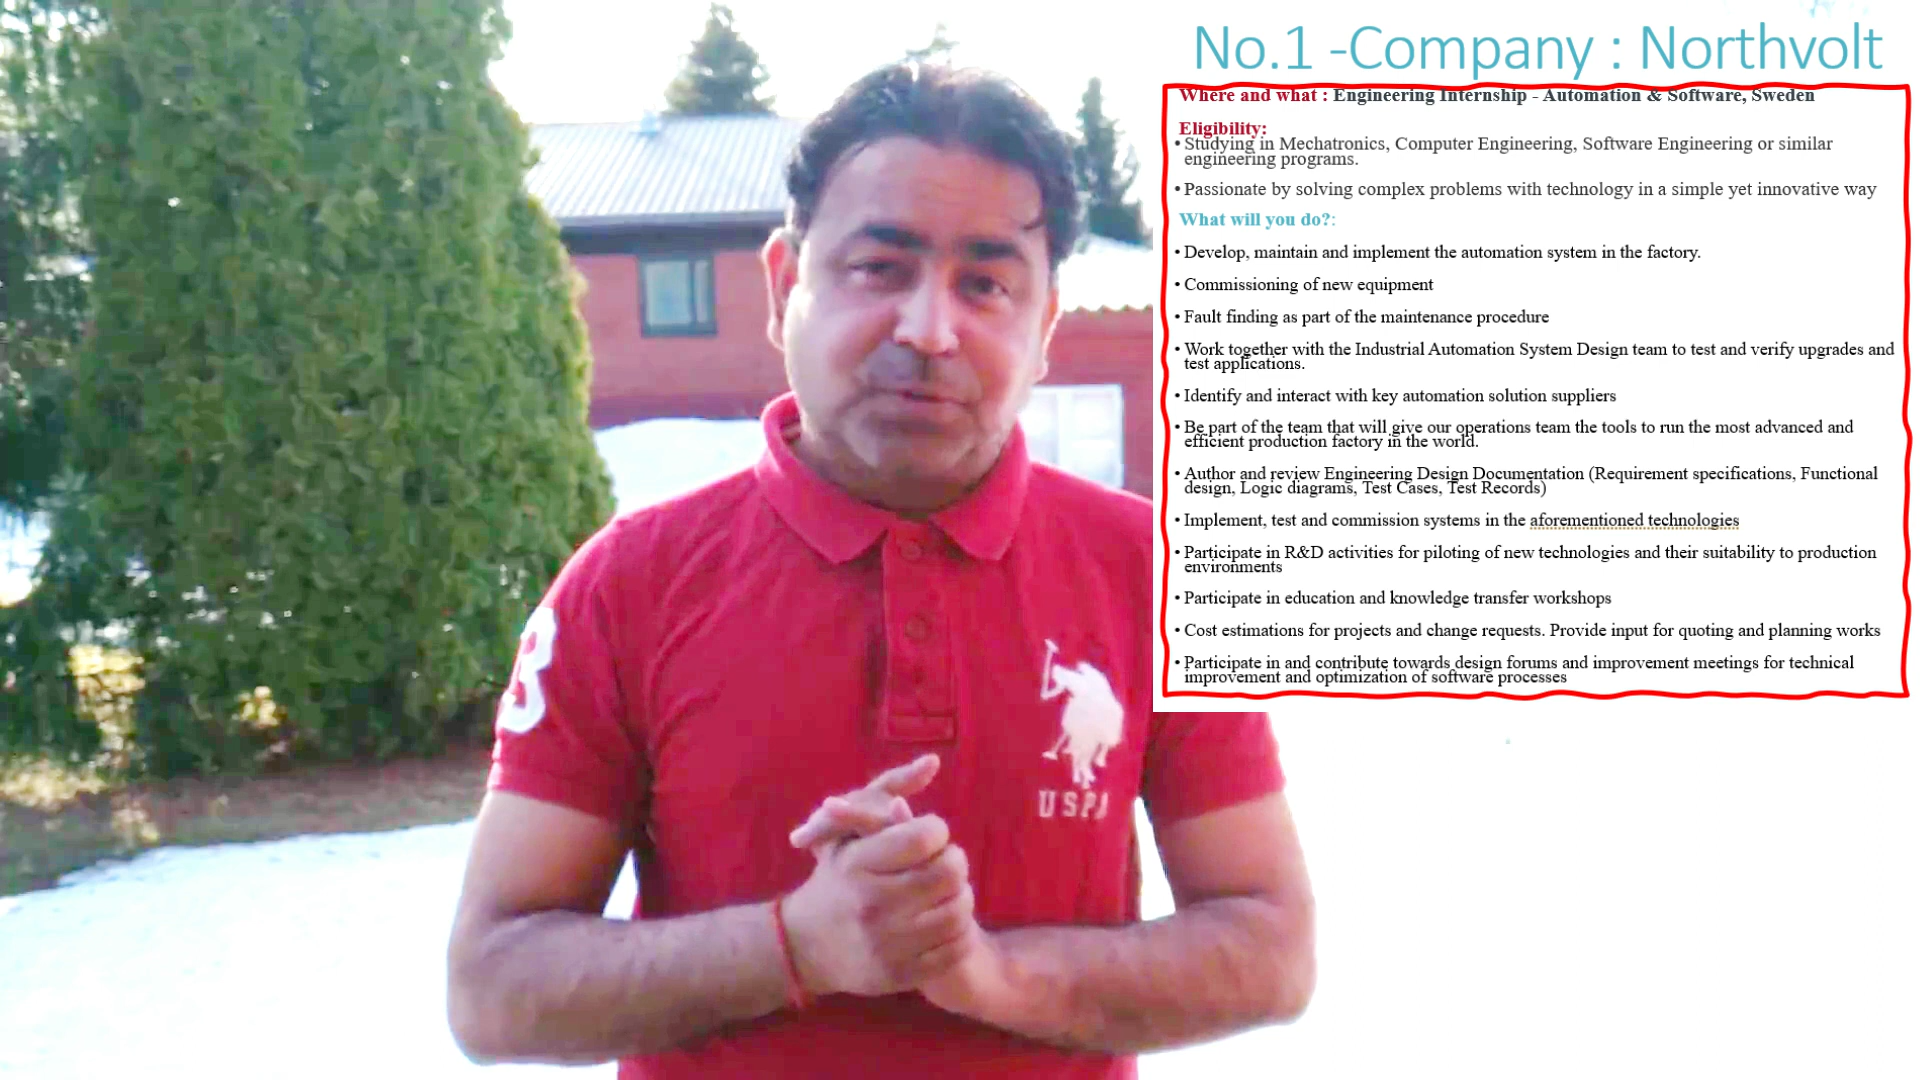 No.1 -Company : Northvolt
Where and what : Engineering Internship - Automation & Software, Sweden
Eligibility:
• Studying in Mechatronics, Computer Engineering, Software Engineering or similar
engineering programs.
• Passionate by solving complex problems with technology in a simple yet innovative way
What will you do?:
• Develop, maintain and implement the automation system in the factory.
• Commissioning of new equipment
• Fault finding as part of the maintenance procedure
• Work together with the Industrial Automation System Design team to test and verify upgrades and
test applications.
• Identify and interact with key automation solution suppliers
• Be part of the team that will give our operations team the tools to run the most advanced and
efficient production factory in the world.
• Author and review Engineering Design Documentation (Requirement specifications, Functional
design, Logic diagrams, Test Cases, Test Records)
• Implement, test and commission systems in the aforementioned technologies
• Participate in R&D activities for piloting of new technologies and their suitability to production
environments
• Participate in education and knowledge transfer workshops
• Cost estimations for projects and change requests. Provide input for quoting and planning works
• Participate in and contribute towards design forums and improvement meetings for technical
improvement and optimization of software processes
3
USPA